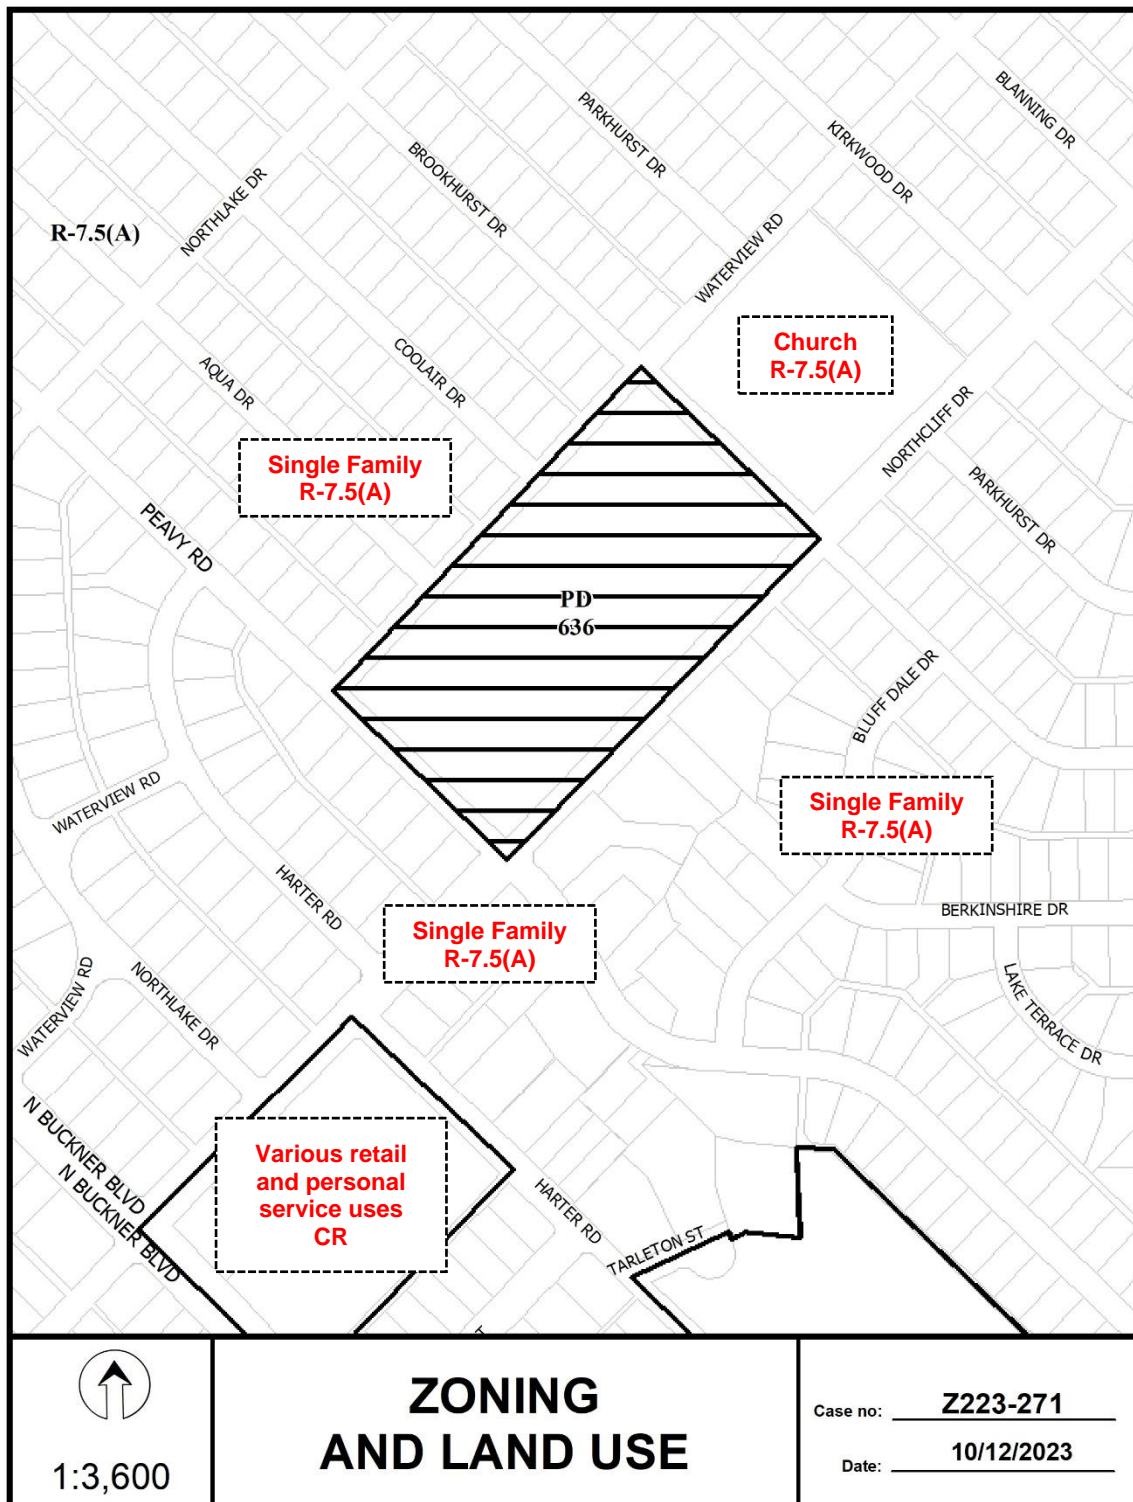 BLANNING DR
PARKHURST DR
KIRKWOOD DR
BROOKHURST DR
NORTHLAKE DR
R-7.5(A)
WATERVIEW RD
Church
R-7.5(A)
COOLAIR DR
AQUA DR
NORTHCLIFF DR
Single Family
R-7.5(A)
PARKHURST DR
PEAVY RD
PD
636
BLUFF DALE DR
WATERVIEW RD
Single Family
R-7.5(A)
HARTER RD
BERKINSHIRE DR
Single Family
R-7.5(A)
WATERVIEW RD
NORTHLAKE DR
LAKE TERRACE DR
N BUCKNER BLVD
N BUCKNER BLVD
Various retail
and personal
service uses
CR
HARTER RD
TARLETON ST
1:3,600
ZONING
AND LAND USE
Case no: Z223-271
Date: 10/12/2023